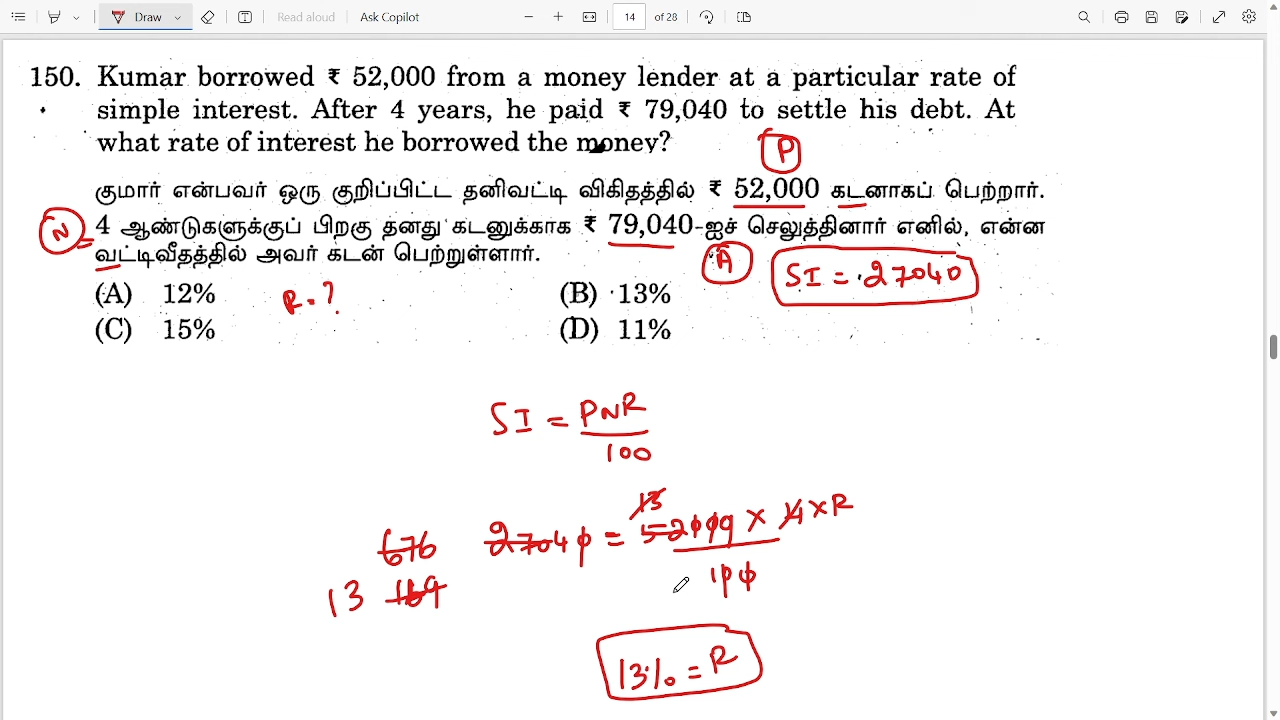 Draw
Read aloud
Ask Copilot
14 of 28
150. Kumar borrowed ₹ 52,000 from a money lender at a particular rate of
simple interest. After 4 years, he paid ₹ 79,040 to settle his debt. At
what rate of interest he borrowed the money?
P
குமார் என்பவர் ஒரு குறிப்பிட்ட தனிவட்டி விகிதத்தில் ₹ 52,000 கடனாகப் பெற்றார்.
N 4 ஆண்டுகளுக்குப் பிறகு தனது கடனுக்காக ₹ 79,040-ஐச் செலுத்தினார் எனில், என்ன
வட்டிவீதத்தில் அவர் கடன் பெற்றுள்ளார்.
A SI = 27040
(A) 12% R = ? (B) 13%
(C) 15% (D) 11%
SI = PNR
100
13
676 27040 = 52000 × 4 × R
13 169 100
13% = R